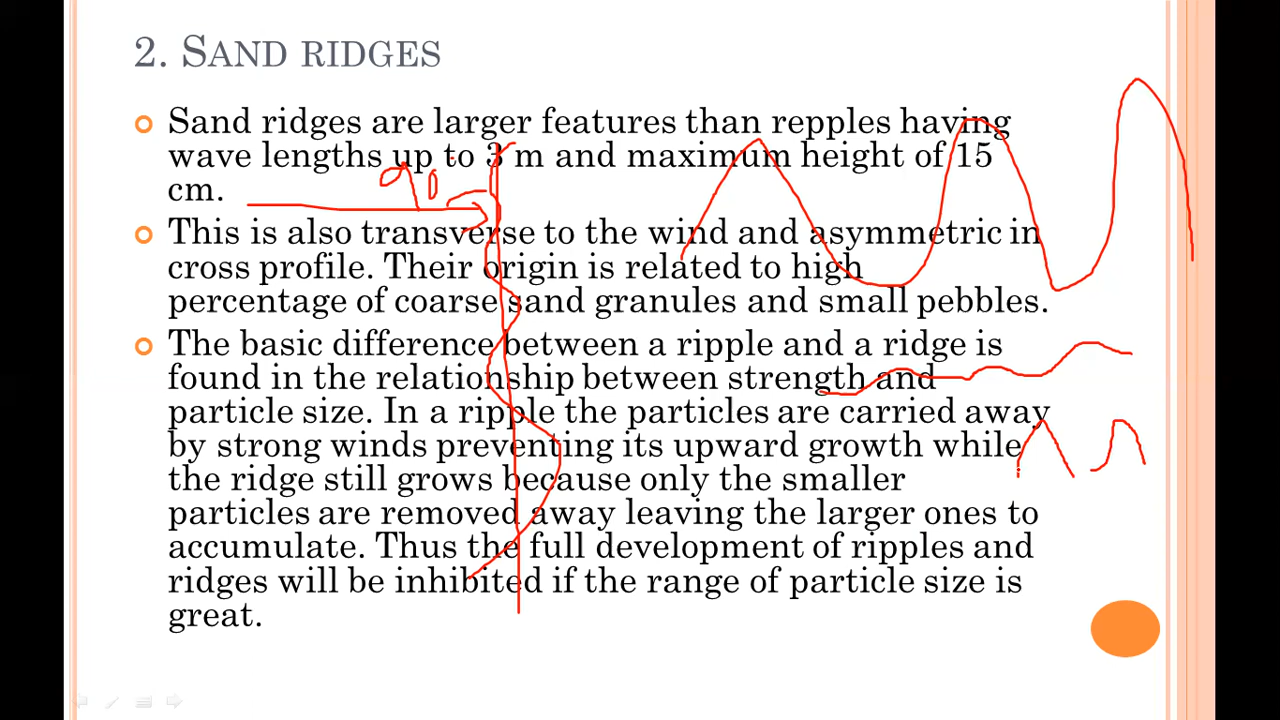 2. SAND RIDGES
Sand ridges are larger features than repples having
wave lengths up to 3 m and maximum height of 15
cm.
90
This is also transverse to the wind and asymmetric in
cross profile. Their origin is related to high
percentage of coarse sand granules and small pebbles.
The basic difference between a ripple and a ridge is
found in the relationship between strength and
particle size. In a ripple the particles are carried away
by strong winds preventing its upward growth while
the ridge still grows because only the smaller
particles are removed away leaving the larger ones to
accumulate. Thus the full development of ripples and
ridges will be inhibited if the range of particle size is
great.